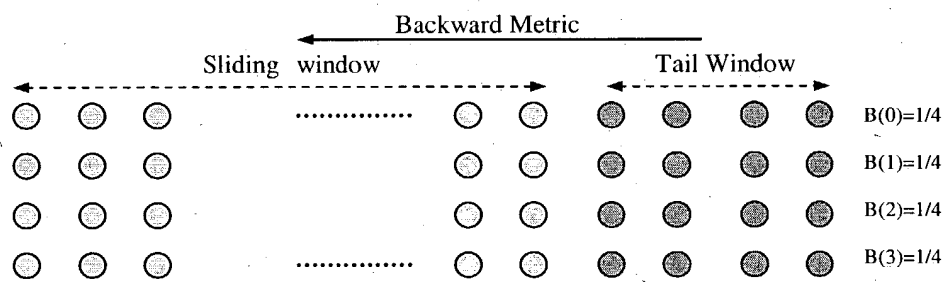 Backward Metric
Sliding window Tail Window
B(0)=1/4
B(1)=1/4
B(2)=1/4
B(3)=1/4